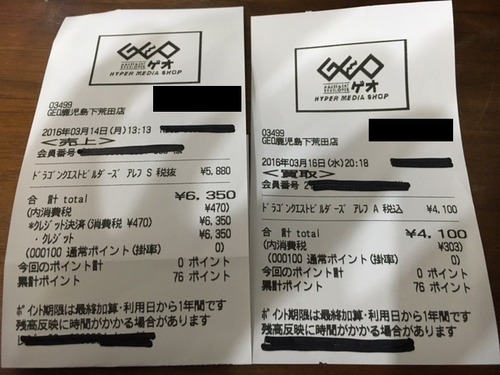 GEO
ゲオ
HYPER MEDIA SHOP
03499
GEO鹿児島下荒田店
2016年03月14日(月)13:13
<売上>
会員番号
ドラゴンクエストビルダーズ アレフ S 税抜 ¥5,880
合 計 total ¥6,350
(内消費税 ¥470)
*クレジット決済(消費税 ¥470) ¥6,350
・クレジット ¥6,350
(000100 通常ポイント(掛率) 0)
今回のポイント計 0 ポイント
累計ポイント 76 ポイント
ポイント期限は最終加算・利用日から1年間です
残高反映に時間がかかる場合があります
GEO
ゲオ
HYPER MEDIA SHOP
03499
GEO鹿児島下荒田店
2016年03月16日(水)20:18
<買取>
会員番号 2
ドラゴンクエストビルダーズ アレフ A 税込 ¥4,100
合 計 total ¥4,100
(内消費税 ¥303)
(000100 通常ポイント(掛率) 0)
今回のポイント計 0 ポイント
累計ポイント 76 ポイント
ポイント期限は最終加算・利用日から1年間です
残高反映に時間がかかる場合があります